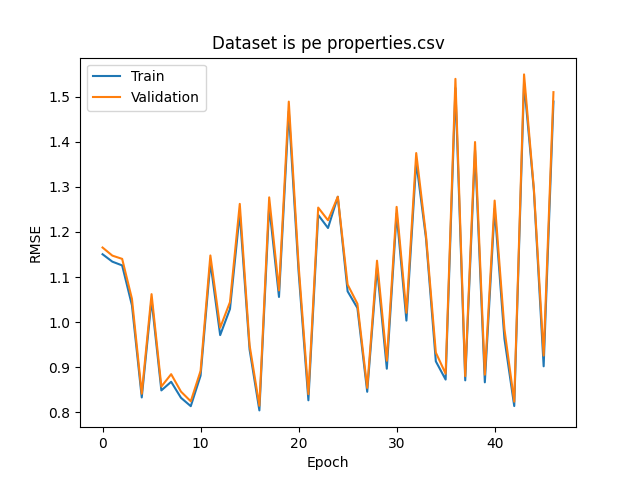 Dataset is pe properties.csv
Train
Validation
RMSE
1.5
1.4
1.3
1.2
1.1
1.0
0.9
0.8
0 10 20 30 40
Epoch